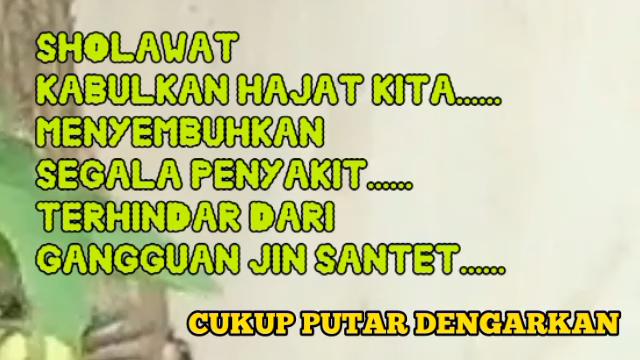 SHOLAWAT
KABULKAN HAJAT KITA......
MENYEMBUHKAN
SEGALA PENYAKIT......
TERHINDAR DARI
GANGGUAN JIN SANTET......
CUKUP PUTAR DENGARKAN